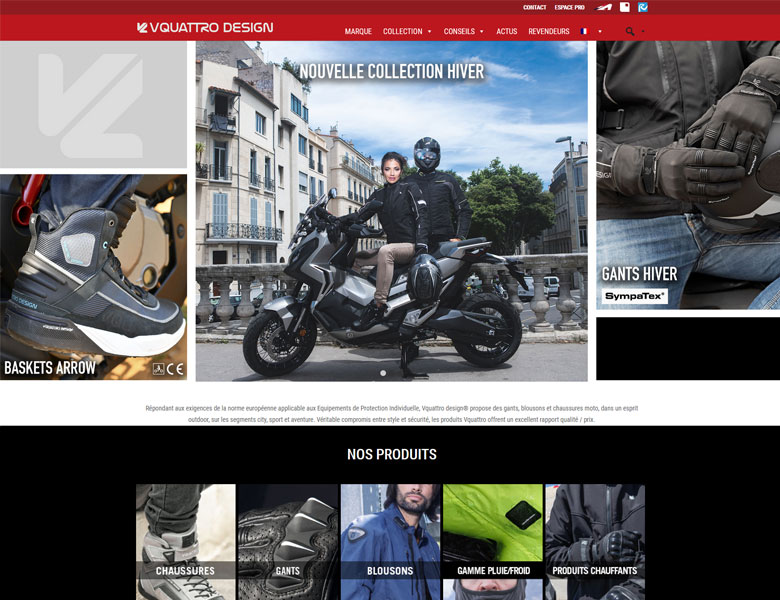 CONTACT ESPACE PRO
VQUATTRO DESIGN
MARQUE COLLECTION CONSEILS ACTUS REVENDEURS
NOUVELLE COLLECTION HIVER
GANTS HIVER
SympaTex®
BASKETS ARROW
CE
Répondant aux exigences de la norme européenne applicable aux Equipements de Protection Individuelle, Vquattro design® propose des gants, blousons et chaussures moto, dans un esprit
outdoor, sur les segments city, sport et aventure. Véritable compromis entre style et sécurité, les produits Vquattro offrent un excellent rapport qualité / prix.
NOS PRODUITS
CHAUSSURES
GANTS
BLOUSONS
GAMME PLUIE/FROID
PRODUITS CHAUFFANTS